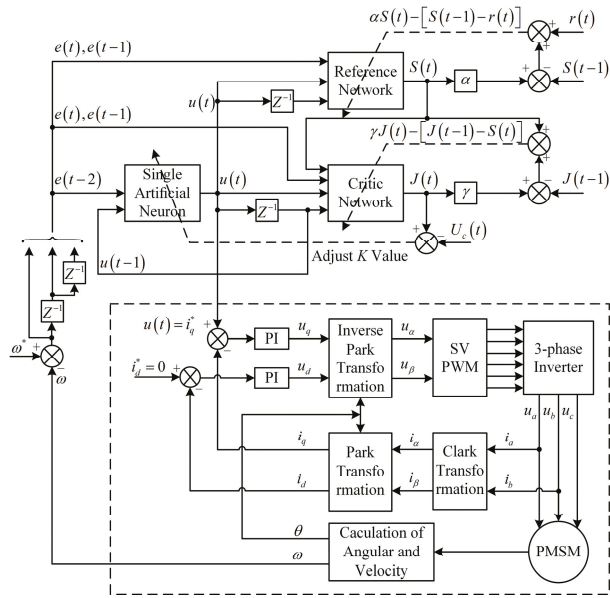 αS(t)−[S(t−1)−r(t)]
r(t)
e(t),e(t−1)
Reference
Network
S(t)
α
S(t−1)
u(t)
Z⁻¹
γJ(t)−[J(t−1)−S(t)]
e(t),e(t−1)
e(t−2)
Single
Artificial
Neuron
u(t)
Critic
Network
J(t)
γ
J(t−1)
Z⁻¹
U_c(t)
Adjust K Value
u(t−1)
Z⁻¹
Z⁻¹
ω*
ω
u(t)=i*_q
PI
u_q
Inverse
Park
Transfo
rmation
u_α
SV
PWM
3-phase
Inverter
i*_d=0
PI
u_d
u_β
u_a u_b u_c
i_q
Park
Transfo
rmation
i_α
Clark
Transfo
rmation
i_a
i_d
i_β
i_b
θ
ω
Caculation of
Angular and
Velocity
PMSM
+ + + − + + + − + − + − + − + −